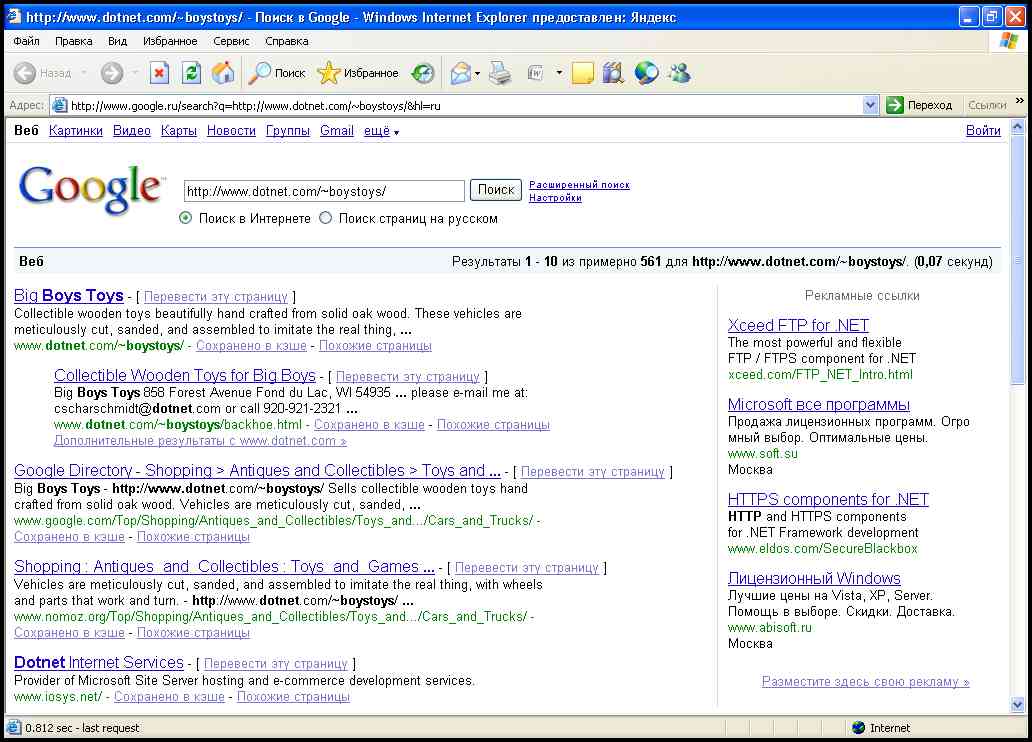 http://www.dotnet.com/~boystoys/ - Поиск в Google - Windows Internet Explorer предоставлен: Яндекс
Файл Правка Вид Избранное Сервис Справка
Назад Поиск Избранное
Адрес: http://www.google.ru/search?q=http://www.dotnet.com/~boystoys/&hl=ru Переход Ссылки »
Веб Картинки Видео Карты Новости Группы Gmail ещё ▼ Войти
Google™ http://www.dotnet.com/~boystoys/ Поиск Расширенный поиск
Настройки
Поиск в Интернете Поиск страниц на русском
Веб Результаты 1 - 10 из примерно 561 для http://www.dotnet.com/~boystoys/. (0,07 секунд)
Big Boys Toys - [ Перевести эту страницу ]
Collectible wooden toys beautifully hand crafted from solid oak wood. These vehicles are
meticulously cut, sanded, and assembled to imitate the real thing, ...
www.dotnet.com/~boystoys/ - Сохранено в кэше - Похожие страницы
Collectible Wooden Toys for Big Boys - [ Перевести эту страницу ]
Big Boys Toys 858 Forest Avenue Fond du Lac, WI 54935 ... please e-mail me at:
cscharschmidt@dotnet.com or call 920-921-2321 ...
www.dotnet.com/~boystoys/backhoe.html - Сохранено в кэше - Похожие страницы
Дополнительные результаты с www.dotnet.com »
Google Directory - Shopping > Antiques and Collectibles > Toys and ... - [ Перевести эту страницу ]
Big Boys Toys - http://www.dotnet.com/~boystoys/ Sells collectible wooden toys hand
crafted from solid oak wood. Vehicles are meticulously cut, sanded, ...
www.google.com/Top/Shopping/Antiques_and_Collectibles/Toys_and.../Cars_and_Trucks/ -
Сохранено в кэше - Похожие страницы
Shopping : Antiques_and_Collectibles : Toys_and_Games ... - [ Перевести эту страницу ]
Vehicles are meticulously cut, sanded, and assembled to imitate the real thing, with wheels
and parts that work and turn. - http://www.dotnet.com/~boystoys/ ...
www.nomoz.org/Top/Shopping/Antiques_and_Collectibles/Toys_and.../Cars_and_Trucks/ -
Сохранено в кэше - Похожие страницы
Dotnet Internet Services - [ Перевести эту страницу ]
Provider of Microsoft Site Server hosting and e-commerce development services.
www.iosys.net/ - Сохранено в кэше - Похожие страницы
Рекламные ссылки
Xceed FTP for .NET
The most powerful and flexible
FTP / FTPS component for .NET
xceed.com/FTP_NET_Intro.html
Microsoft все программы
Продажа лицензионных программ. Огро
мный выбор. Оптимальные цены.
www.soft.su
Москва
HTTPS components for .NET
HTTP and HTTPS components
for .NET Framework development
www.eldos.com/SecureBlackbox
Лицензионный Windows
Лучшие цены на Vista, XP, Server.
Помощь в выборе. Скидки. Доставка.
www.abisoft.ru
Москва
Разместите здесь свою рекламу »
0.812 sec - last request Internet